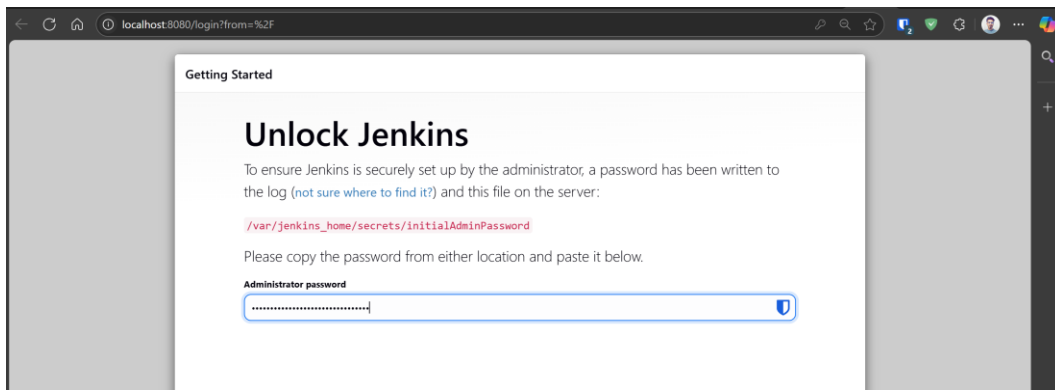 localhost:8080/login?from=%2F
2
Getting Started
Unlock Jenkins
To ensure Jenkins is securely set up by the administrator, a password has been written to
the log (not sure where to find it?) and this file on the server:
/var/jenkins_home/secrets/initialAdminPassword
Please copy the password from either location and paste it below.
Administrator password